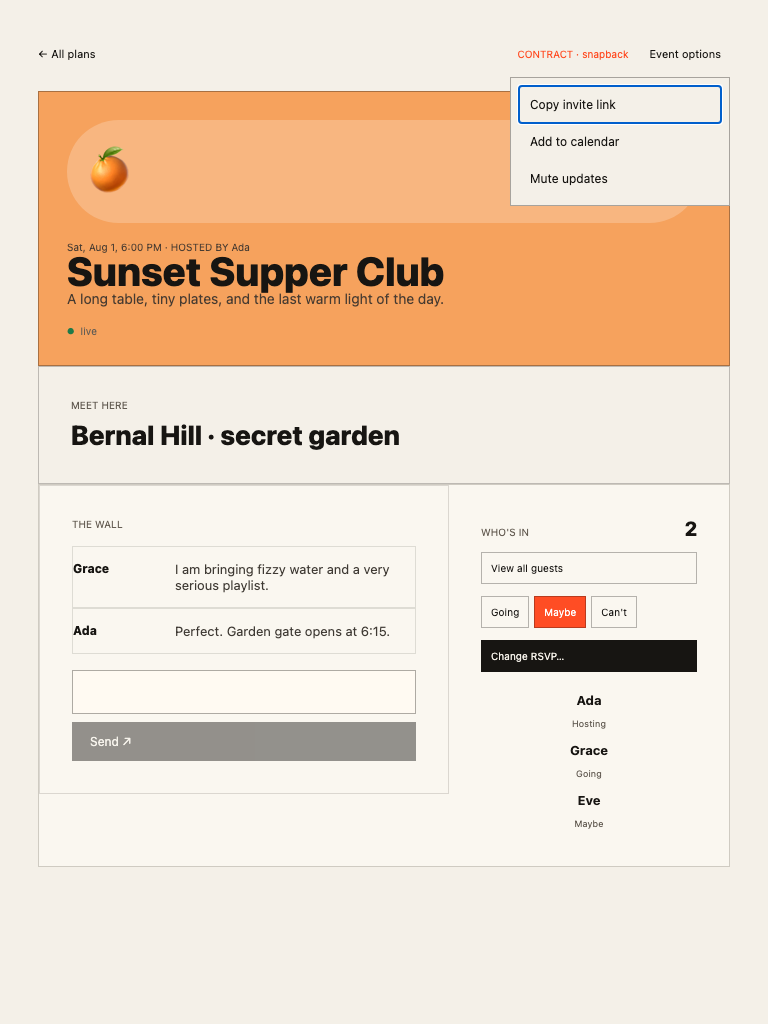 ← All plans
CONTRACT · snapback
Event options
Copy invite link
Add to calendar
Mute updates
Sat, Aug 1, 6:00 PM · HOSTED BY Ada
Sunset Supper Club
A long table, tiny plates, and the last warm light of the day.
live
MEET HERE
Bernal Hill · secret garden
THE WALL
Grace
I am bringing fizzy water and a very
serious playlist.
Ada
Perfect. Garden gate opens at 6:15.
Send ↗
WHO'S IN
2
View all guests
Going
Maybe
Can't
Change RSVP…
Ada
Hosting
Grace
Going
Eve
Maybe